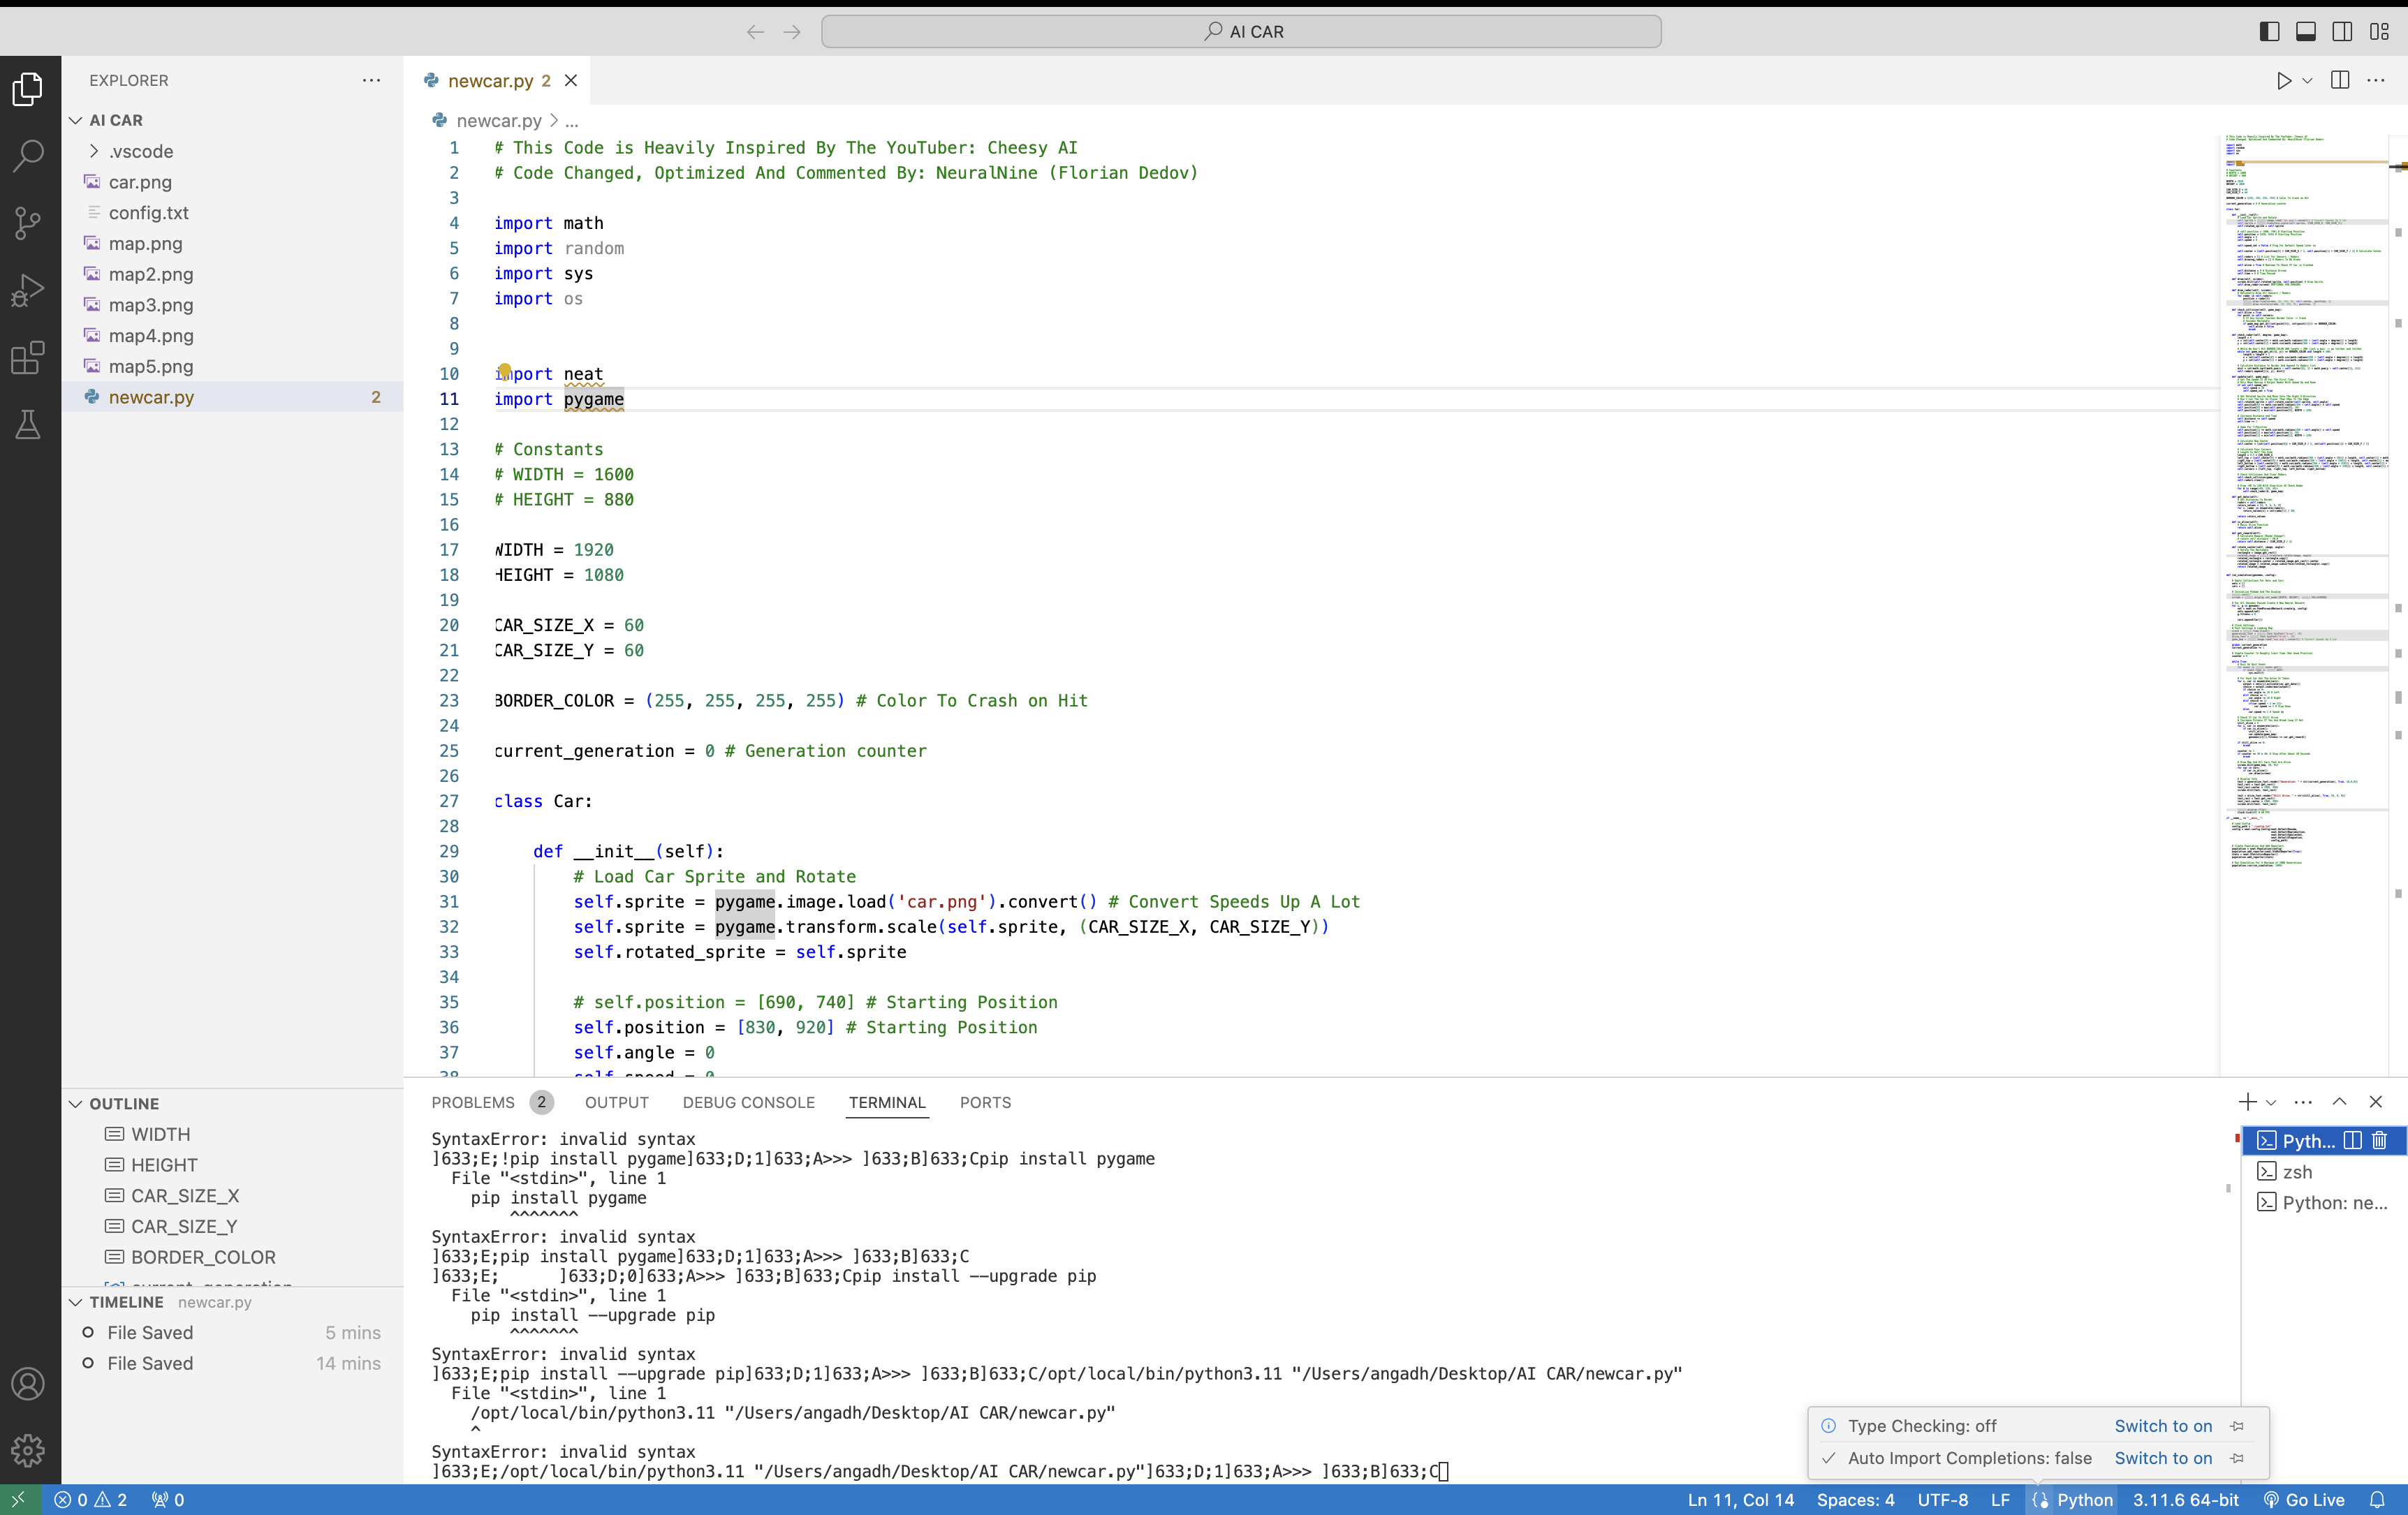 AI CAR
EXPLORER
AI CAR
.vscode
car.png
config.txt
map.png
map2.png
map3.png
map4.png
map5.png
newcar.py 2
OUTLINE
WIDTH
HEIGHT
CAR_SIZE_X
CAR_SIZE_Y
BORDER_COLOR
current_generation
TIMELINE newcar.py
File Saved 5 mins
File Saved 14 mins
newcar.py 2
newcar.py > ...
1 # This Code is Heavily Inspired By The YouTuber: Cheesy AI
2 # Code Changed, Optimized And Commented By: NeuralNine (Florian Dedov)
3
4 import math
5 import random
6 import sys
7 import os
8
9
10 import neat
11 import pygame
12
13 # Constants
14 # WIDTH = 1600
15 # HEIGHT = 880
16
17 WIDTH = 1920
18 HEIGHT = 1080
19
20 CAR_SIZE_X = 60
21 CAR_SIZE_Y = 60
22
23 BORDER_COLOR = (255, 255, 255, 255) # Color To Crash on Hit
24
25 current_generation = 0 # Generation counter
26
27 class Car:
28
29 def __init__(self):
30 # Load Car Sprite and Rotate
31 self.sprite = pygame.image.load('car.png').convert() # Convert Speeds Up A Lot
32 self.sprite = pygame.transform.scale(self.sprite, (CAR_SIZE_X, CAR_SIZE_Y))
33 self.rotated_sprite = self.sprite
34
35 # self.position = [690, 740] # Starting Position
36 self.position = [830, 920] # Starting Position
37 self.angle = 0
38 self.speed = 0
PROBLEMS 2 OUTPUT DEBUG CONSOLE TERMINAL PORTS
SyntaxError: invalid syntax
]633;E;!pip install pygame]633;D;1]633;A>>> ]633;B]633;Cpip install pygame
File "<stdin>", line 1
pip install pygame
^^^^^^^
SyntaxError: invalid syntax
]633;E;pip install pygame]633;D;1]633;A>>> ]633;B]633;C
]633;E; ]633;D;0]633;A>>> ]633;B]633;Cpip install --upgrade pip
File "<stdin>", line 1
pip install --upgrade pip
^^^^^^^
SyntaxError: invalid syntax
]633;E;pip install --upgrade pip]633;D;1]633;A>>> ]633;B]633;C/opt/local/bin/python3.11 "/Users/angadh/Desktop/AI CAR/newcar.py"
File "<stdin>", line 1
/opt/local/bin/python3.11 "/Users/angadh/Desktop/AI CAR/newcar.py"
^
SyntaxError: invalid syntax
]633;E;/opt/local/bin/python3.11 "/Users/angadh/Desktop/AI CAR/newcar.py"]633;D;1]633;A>>> ]633;B]633;C
Pyth...
zsh
Python: ne...
Type Checking: off Switch to on
Auto Import Completions: false Switch to on
0 2 0 Ln 11, Col 14 Spaces: 4 UTF-8 LF Python 3.11.6 64-bit Go Live